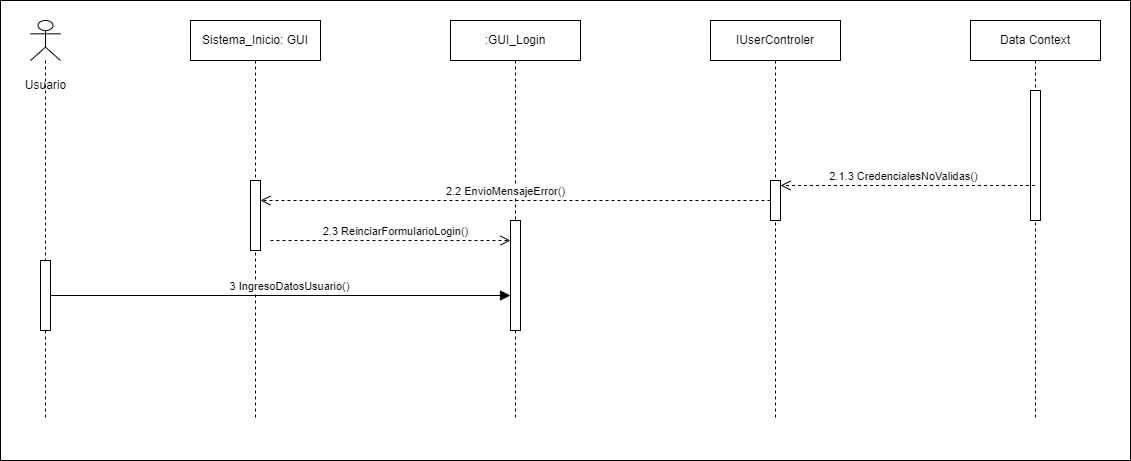 Usuario
Sistema_Inicio: GUI
:GUI_Login
IUserControler
Data Context
2.1.3 CredencialesNoValidas()
2.2 EnvioMensajeError()
2.3 ReinciarFormularioLogin()
3 IngresoDatosUsuario()